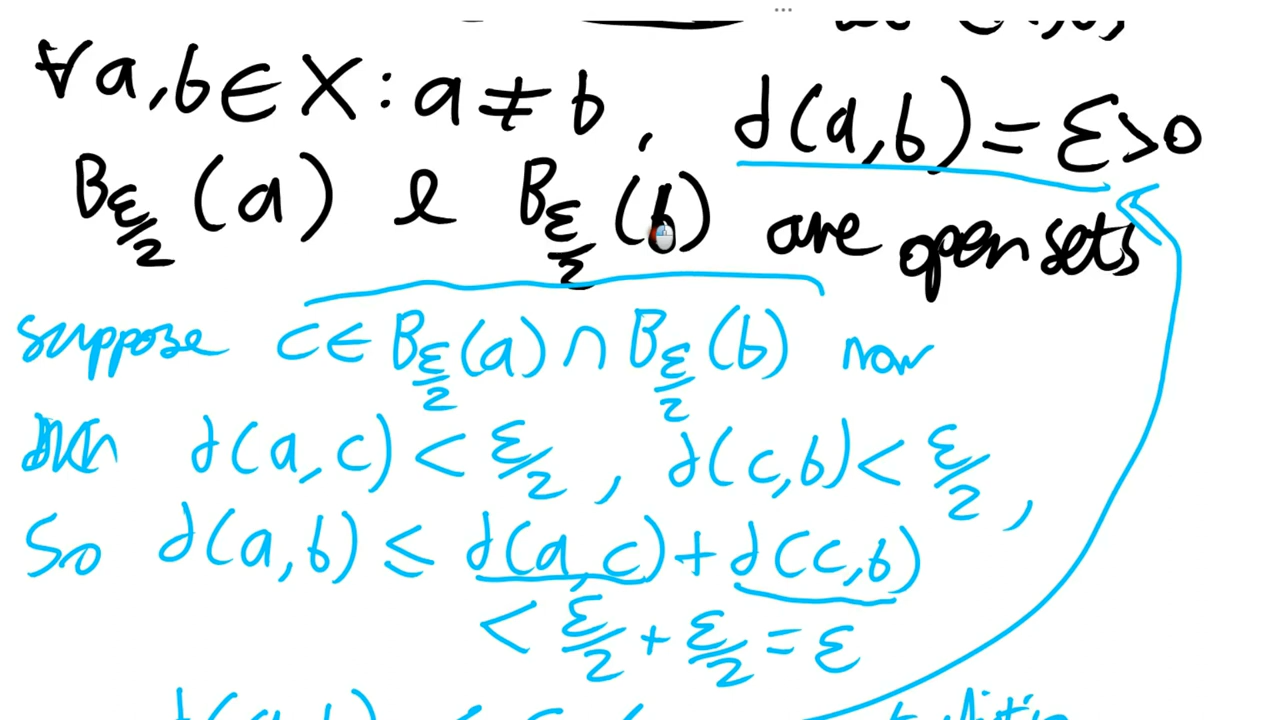 ∀a,b∈X:a≠b, d(a,b)=ε>0
B_{ε/2}(a) & B_{ε/2}(b) are open sets
suppose c∈B_{ε/2}(a)∩B_{ε/2}(b) now
then d(a,c)<ε/2, d(c,b)<ε/2,
So d(a,b)≤d(a,c)+d(c,b)
<ε/2+ε/2=ε